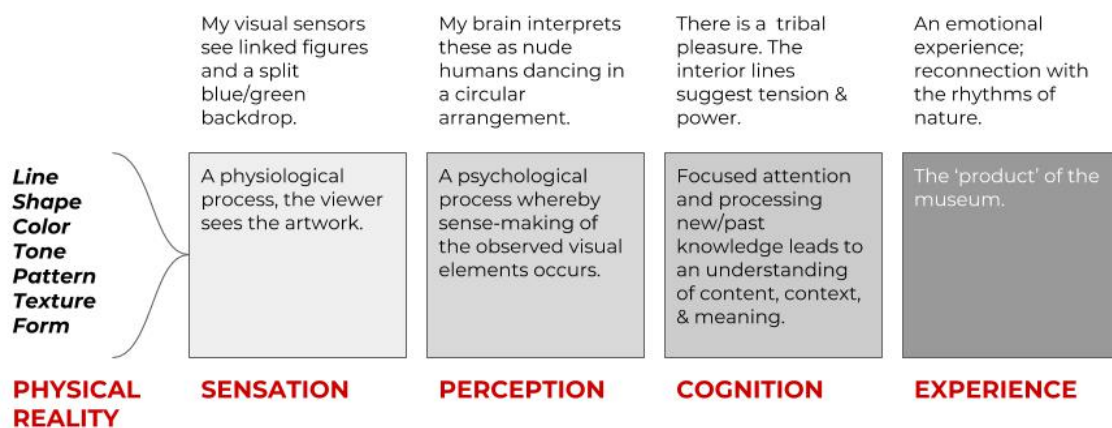 My visual sensors
see linked figures
and a split
blue/green
backdrop.
My brain interprets
these as nude
humans dancing in
a circular
arrangement.
There is a tribal
pleasure. The
interior lines
suggest tension &
power.
An emotional
experience;
reconnection with
the rhythms of
nature.
Line
Shape
Color
Tone
Pattern
Texture
Form
A physiological
process, the viewer
sees the artwork.
A psychological
process whereby
sense-making of
the observed visual
elements occurs.
Focused attention
and processing
new/past
knowledge leads to
an understanding
of content, context,
& meaning.
The ‘product’ of the
museum.
PHYSICAL
REALITY
SENSATION
PERCEPTION
COGNITION
EXPERIENCE